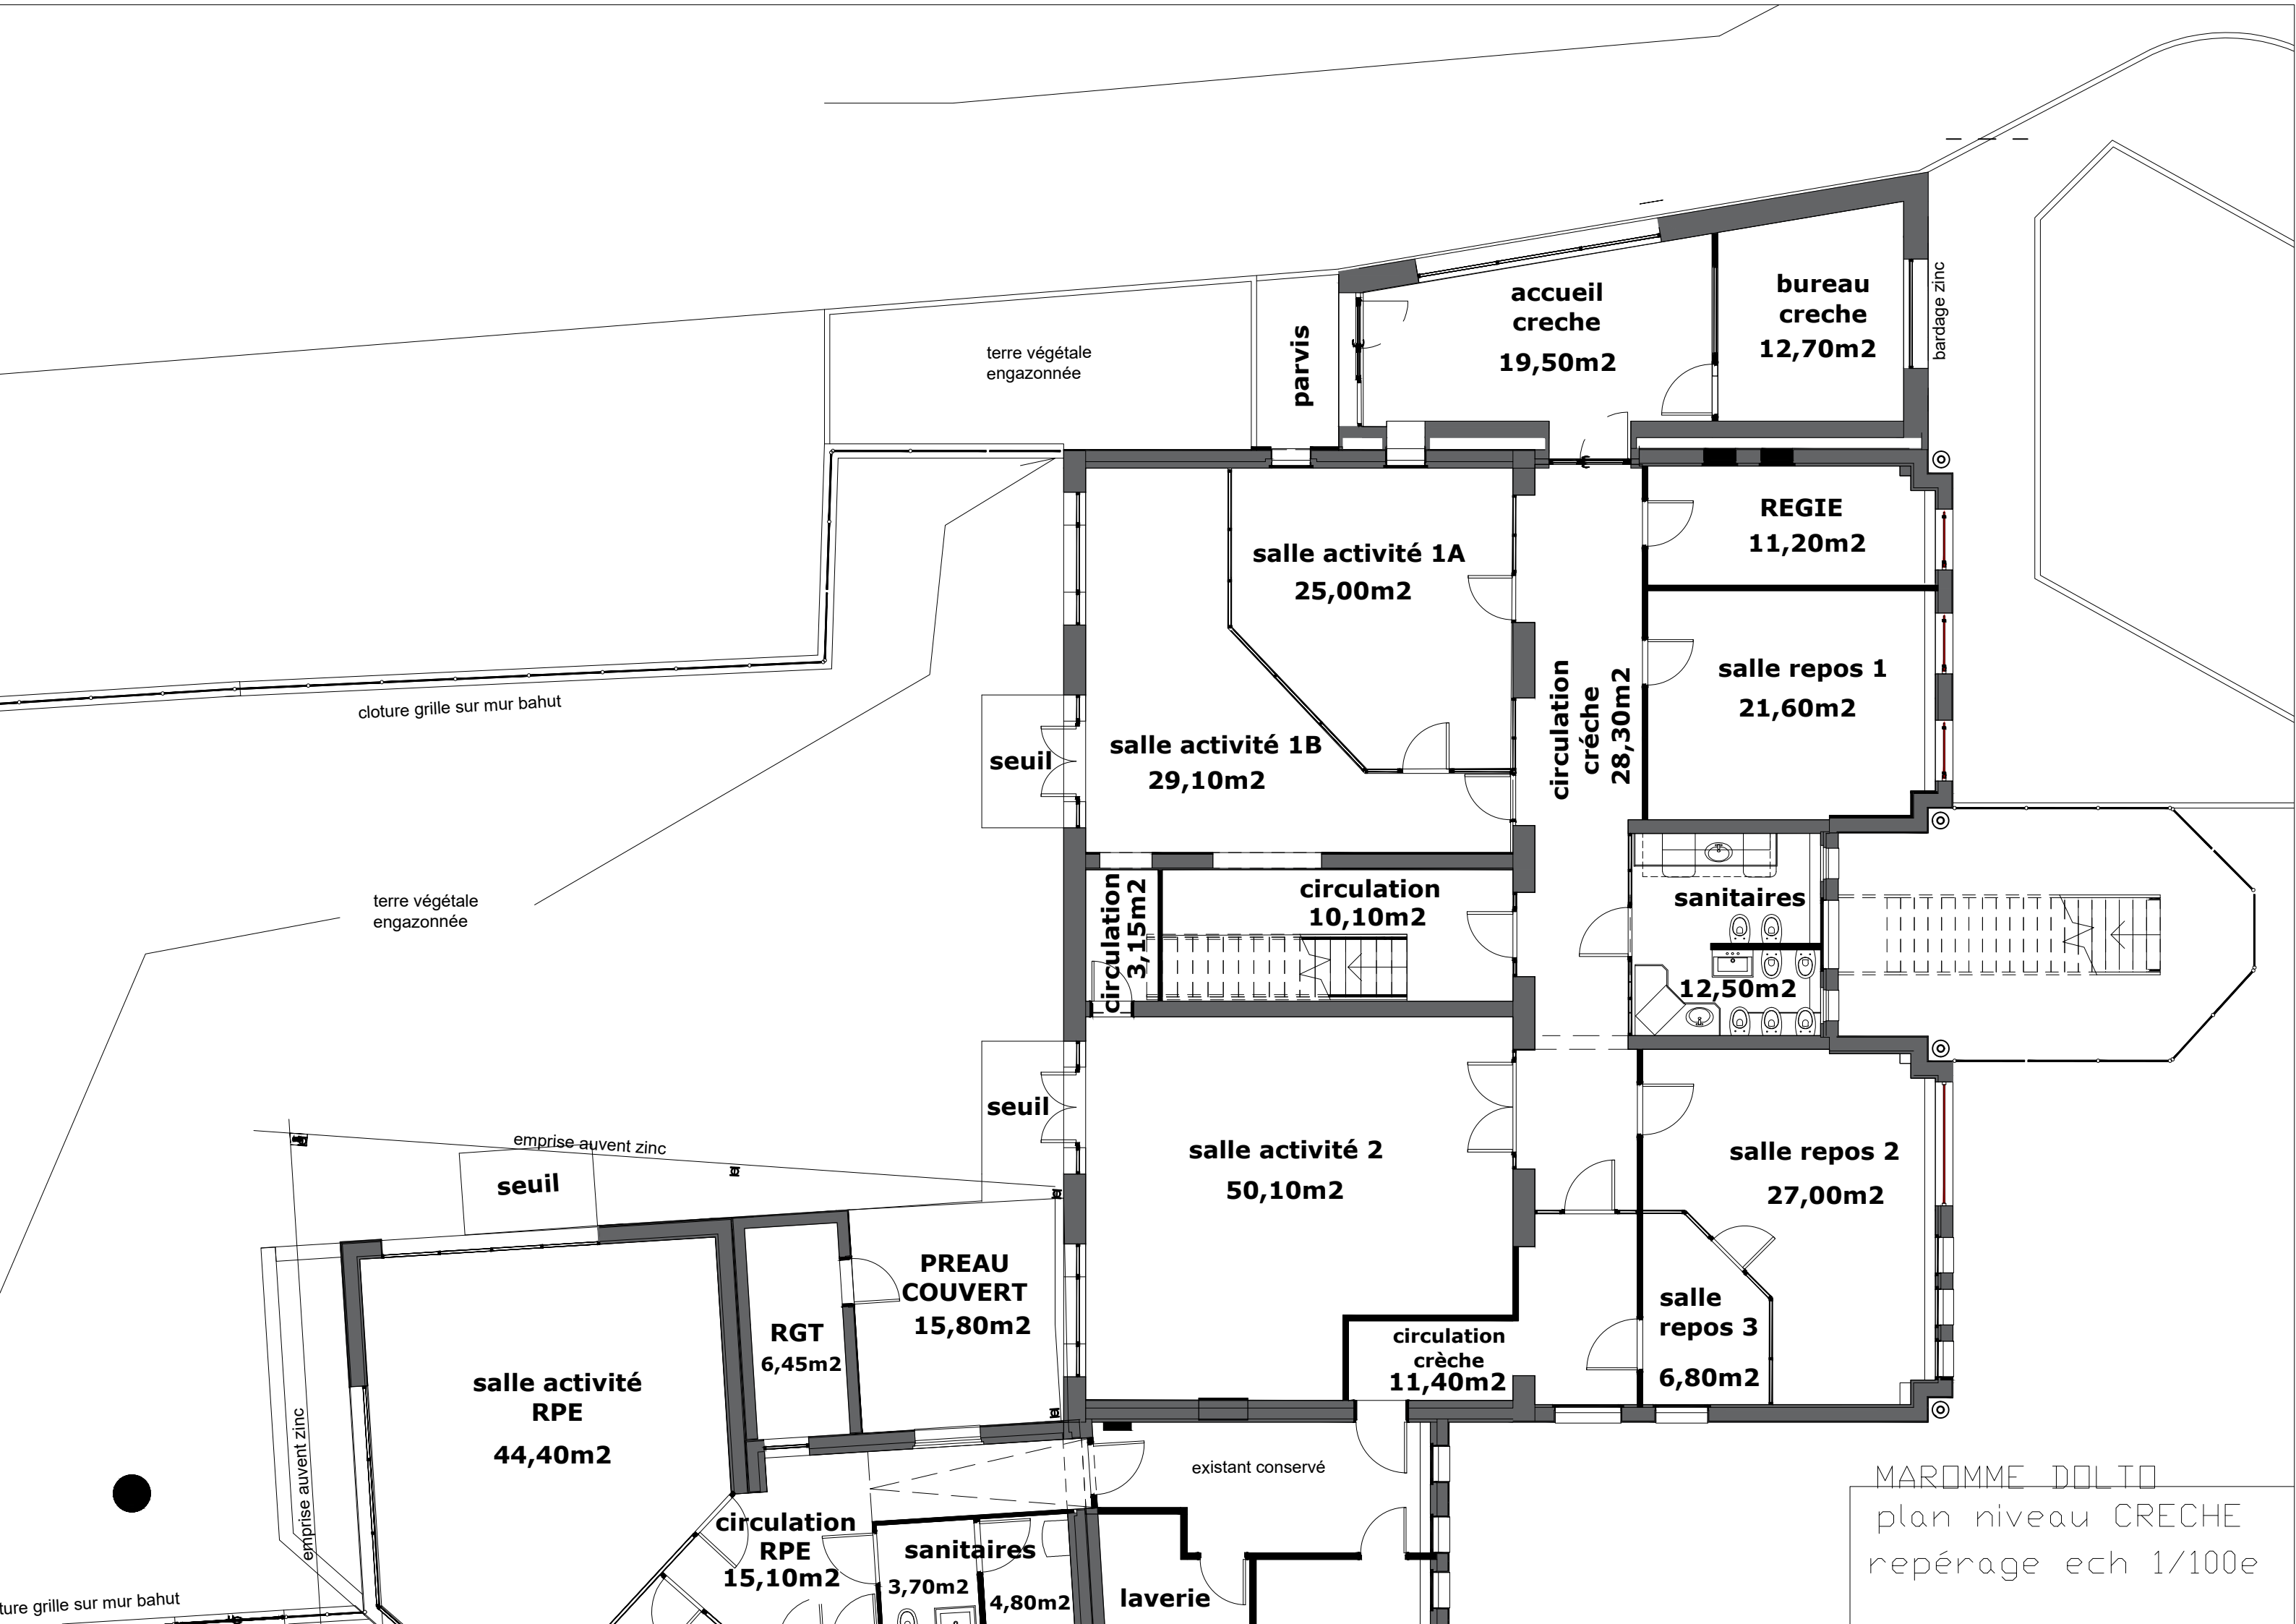 accueil
creche
19,50m2
bureau
creche
12,70m2
bardage zinc
terre végétale
engazonnée
parvis
REGIE
11,20m2
salle activité 1A
25,00m2
salle repos 1
21,60m2
circulation
créche
28,30m2
cloture grille sur mur bahut
salle activité 1B
29,10m2
seuil
terre végétale
engazonnée
circulation
3,15m2
circulation
10,10m2
sanitaires
12,50m2
seuil
emprise auvent zinc
seuil
salle activité 2
50,10m2
salle repos 2
27,00m2
PREAU
COUVERT
15,80m2
RGT
6,45m2
salle
repos 3
6,80m2
circulation
crèche
11,40m2
salle activité
RPE
44,40m2
emprise auvent zinc
existant conservé
circulation
RPE
15,10m2
sanitaires
3,70m2
4,80m2
laverie
ture grille sur mur bahut
MAROMME DOLTO
plan niveau CRECHE
repérage ech 1/100e